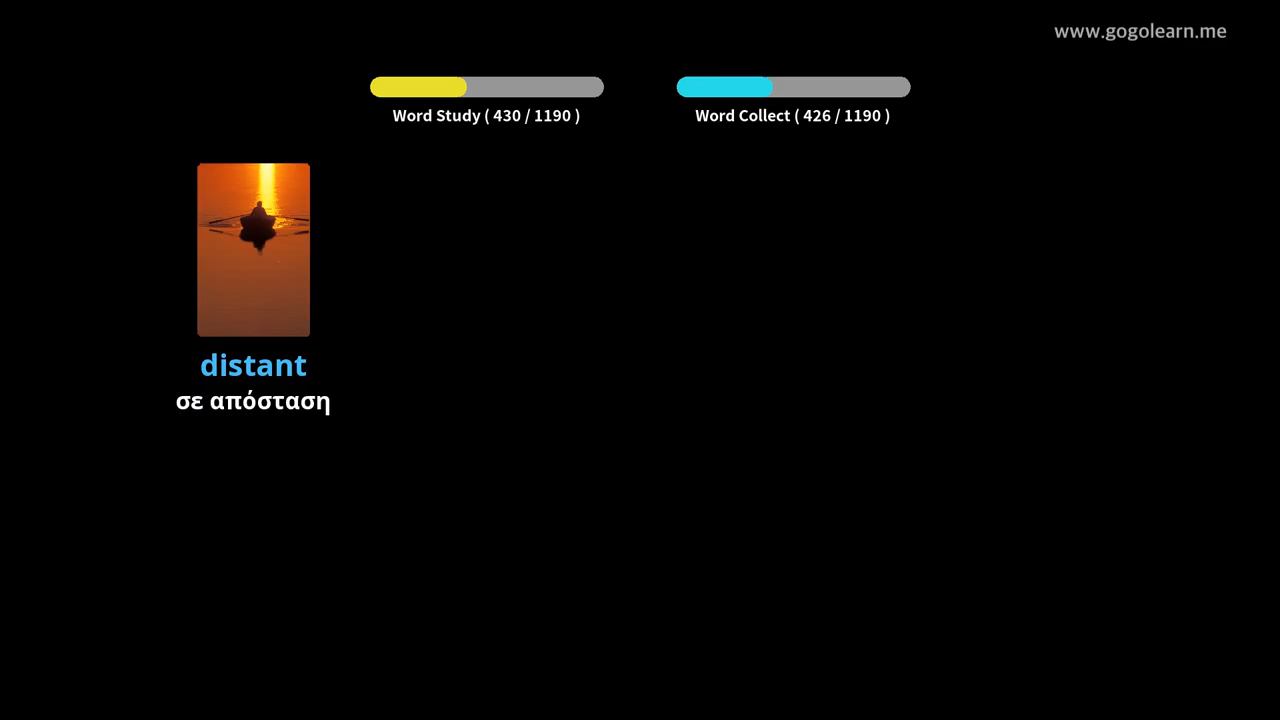 www.gogolearn.me
Word Study ( 430 / 1190 )
Word Collect ( 426 / 1190 )
distant
σε απόσταση